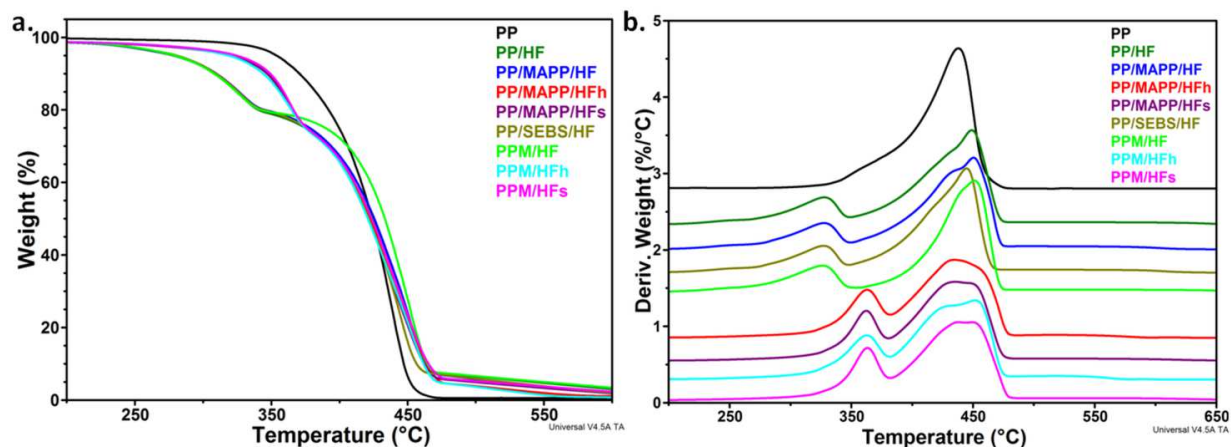 a.
Weight (%)
100
80
60
40
20
0
250
350
450
550
Temperature (°C)
Universal V4.5A TA
PP
PP/HF
PP/MAPP/HF
PP/MAPP/HFh
PP/MAPP/HFs
PP/SEBS/HF
PPM/HF
PPM/HFh
PPM/HFs
b.
Deriv. Weight (%/°C)
5
4
3
2
1
0
250
350
450
550
650
Temperature (°C)
Universal V4.5A TA
PP
PP/HF
PP/MAPP/HF
PP/MAPP/HFh
PP/MAPP/HFs
PP/SEBS/HF
PPM/HF
PPM/HFh
PPM/HFs